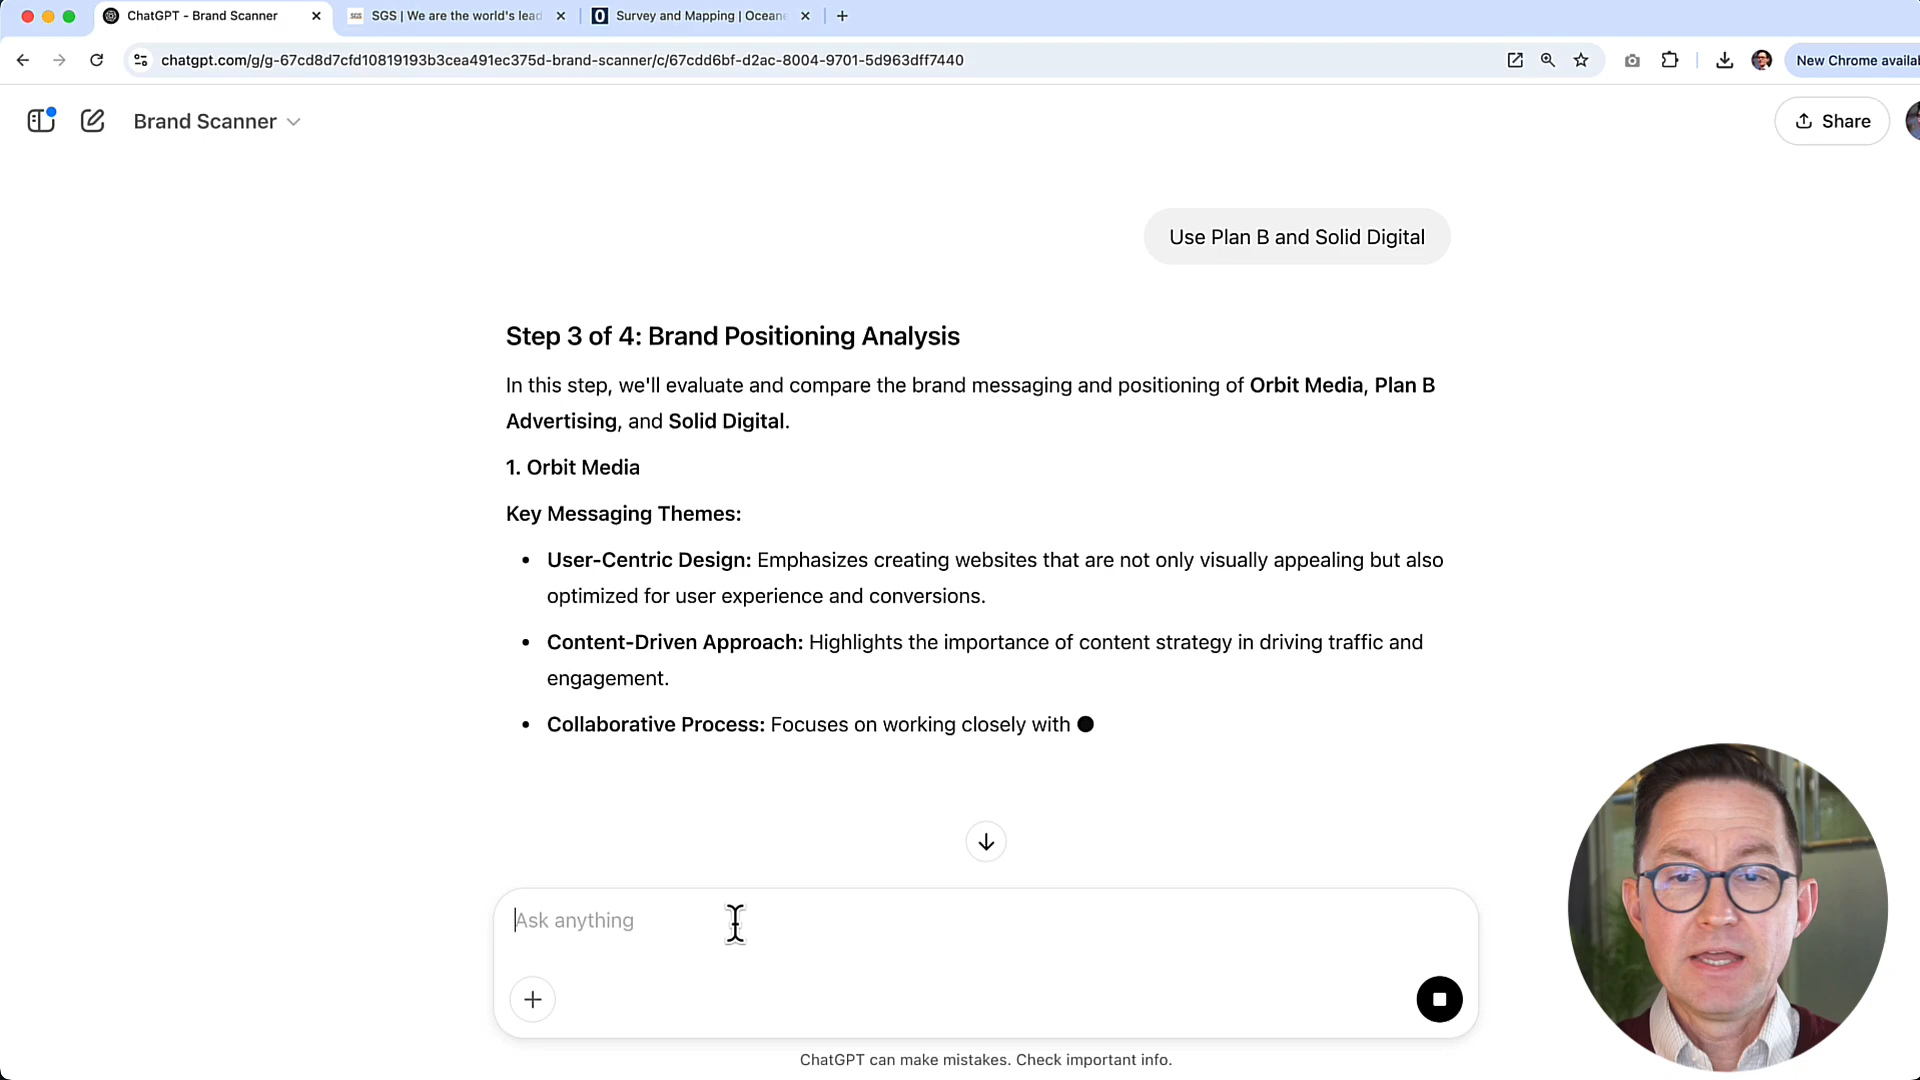 ChatGPT - Brand Scanner
SGS | We are the world's lead
Survey and Mapping | Ocean
chatgpt.com/g/g-67cd8d7cfd10819193b3cea491ec375d-brand-scanner/c/67cdd6bf-d2ac-8004-9701-5d963dff7440
New Chrome availab
Brand Scanner
Share
Use Plan B and Solid Digital
Step 3 of 4: Brand Positioning Analysis
In this step, we'll evaluate and compare the brand messaging and positioning of Orbit Media, Plan B
Advertising, and Solid Digital.
1. Orbit Media
Key Messaging Themes:
• User-Centric Design: Emphasizes creating websites that are not only visually appealing but also
optimized for user experience and conversions.
• Content-Driven Approach: Highlights the importance of content strategy in driving traffic and
engagement.
• Collaborative Process: Focuses on working closely with
Ask anything
ChatGPT can make mistakes. Check important info.